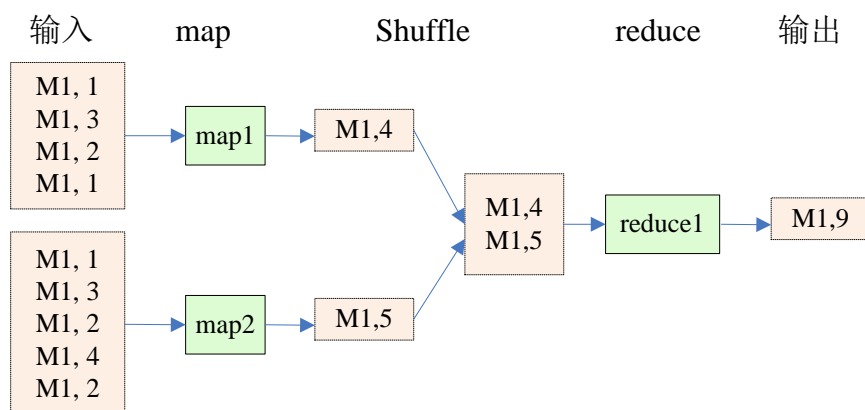 输入 map Shuffle reduce 输出
M1, 1
M1, 3
M1, 2
M1, 1
map1
M1,4
M1, 1
M1, 3
M1, 2
M1, 4
M1, 2
map2
M1,5
M1,4
M1,5
reduce1
M1,9